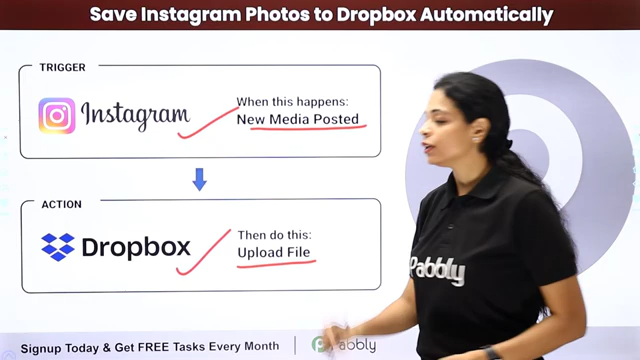 Save Instagram Photos to Dropbox Automatically
TRIGGER
Instagram
When this happens:
New Media Posted
ACTION
Dropbox
Then do this:
Upload File
Pabbly
Signup Today & Get FREE Tasks Every Month
Pabbly